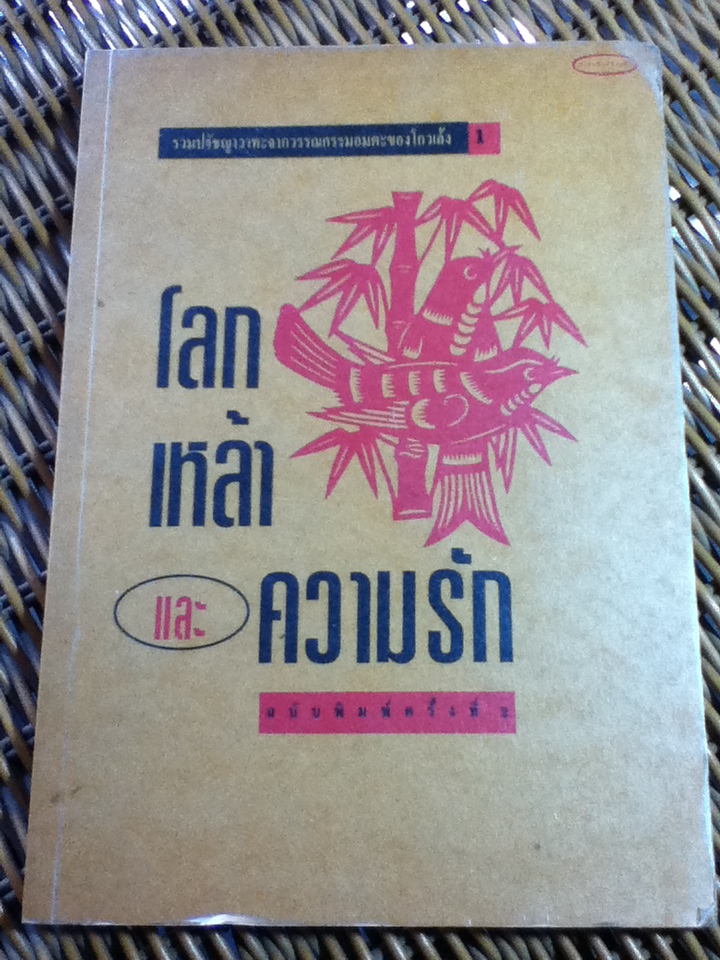 รวมปรัชญาวาทะจากวรรณกรรมอมตะของโกวเล้ง 1
โลก
เหล้า
และ ความรัก
ฉบับพิมพ์ครั้งที่ ๒